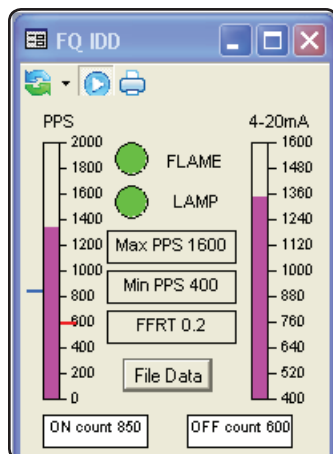 FQ IDD
PPS
4-20mA
2000
1800
1600
1400
1200
1000
800
600
400
200
0
FLAME
LAMP
Max PPS 1600
Min PPS 400
FFRT 0.2
File Data
1600
1480
1360
1240
1120
1000
880
760
640
520
400
ON count 850
OFF count 600